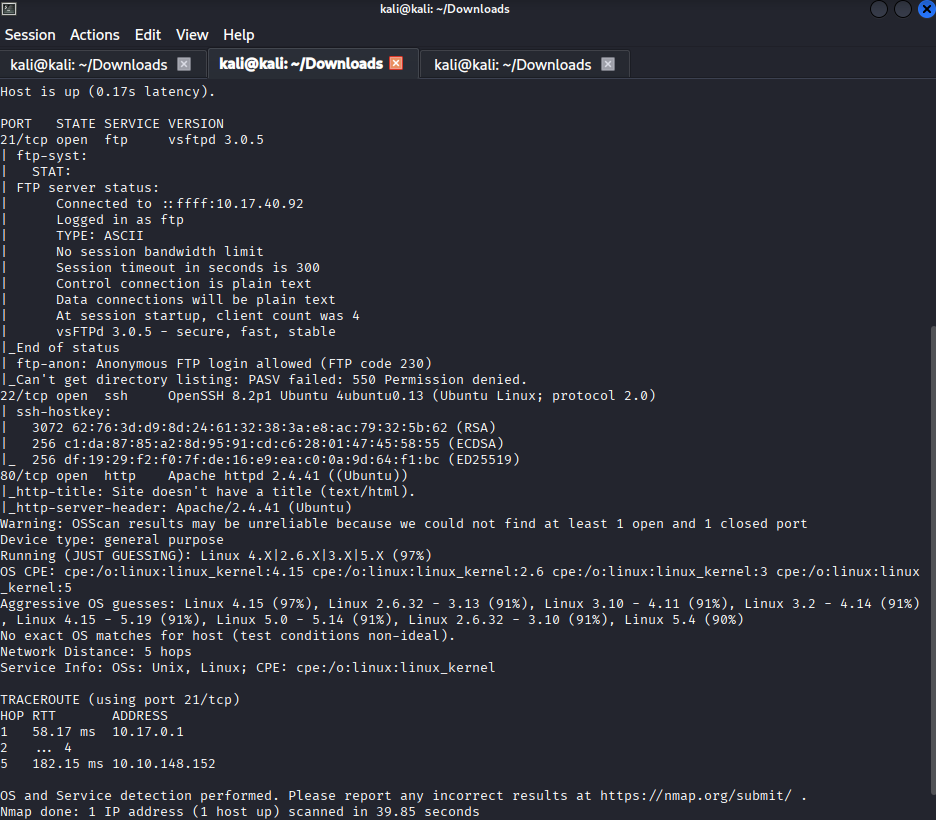 kali@kali: ~/Downloads
Session Actions Edit View Help
kali@kali: ~/Downloads kali@kali: ~/Downloads kali@kali: ~/Downloads
Host is up (0.17s latency).
PORT   STATE SERVICE VERSION
21/tcp open  ftp     vsftpd 3.0.5
| ftp-syst:
|   STAT:
| FTP server status:
|      Connected to ::ffff:10.17.40.92
|      Logged in as ftp
|      TYPE: ASCII
|      No session bandwidth limit
|      Session timeout in seconds is 300
|      Control connection is plain text
|      Data connections will be plain text
|      At session startup, client count was 4
|      vsFTPd 3.0.5 - secure, fast, stable
|_End of status
| ftp-anon: Anonymous FTP login allowed (FTP code 230)
|_Can't get directory listing: PASV failed: 550 Permission denied.
22/tcp open  ssh     OpenSSH 8.2p1 Ubuntu 4ubuntu0.13 (Ubuntu Linux; protocol 2.0)
| ssh-hostkey:
|   3072 62:76:3d:d9:8d:24:61:32:38:3a:e8:ac:79:32:5b:62 (RSA)
|   256 c1:da:87:85:a2:8d:95:91:cd:c6:28:01:47:45:58:55 (ECDSA)
|_  256 df:19:29:f2:f0:7f:de:16:e9:ea:c0:0a:9d:64:f1:bc (ED25519)
80/tcp open  http    Apache httpd 2.4.41 ((Ubuntu))
|_http-title: Site doesn't have a title (text/html).
|_http-server-header: Apache/2.4.41 (Ubuntu)
Warning: OSScan results may be unreliable because we could not find at least 1 open and 1 closed port
Device type: general purpose
Running (JUST GUESSING): Linux 4.X|2.6.X|3.X|5.X (97%)
OS CPE: cpe:/o:linux:linux_kernel:4.15 cpe:/o:linux:linux_kernel:2.6 cpe:/o:linux:linux_kernel:3 cpe:/o:linux:linux
_kernel:5
Aggressive OS guesses: Linux 4.15 (97%), Linux 2.6.32 - 3.13 (91%), Linux 3.10 - 4.11 (91%), Linux 3.2 - 4.14 (91%)
, Linux 4.15 - 5.19 (91%), Linux 5.0 - 5.14 (91%), Linux 2.6.32 - 3.10 (91%), Linux 5.4 (90%)
No exact OS matches for host (test conditions non-ideal).
Network Distance: 5 hops
Service Info: OSs: Unix, Linux; CPE: cpe:/o:linux:linux_kernel
TRACEROUTE (using port 21/tcp)
HOP RTT       ADDRESS
1   58.17 ms  10.17.0.1
2   ... 4
5   182.15 ms 10.10.148.152
OS and Service detection performed. Please report any incorrect results at https://nmap.org/submit/ .
Nmap done: 1 IP address (1 host up) scanned in 39.85 seconds